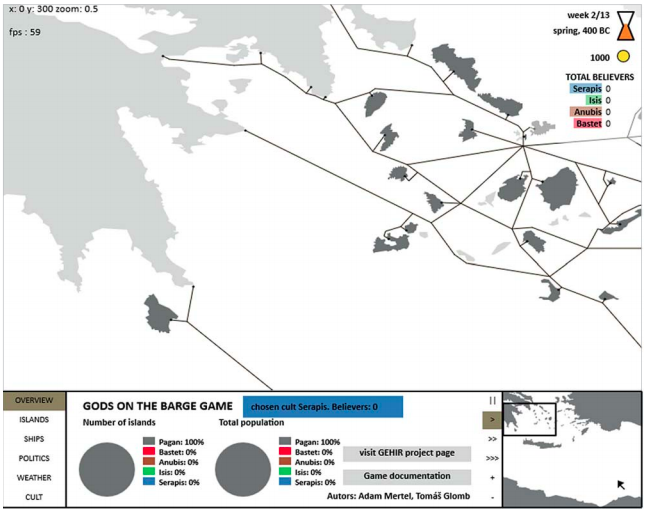 x: 0 y: 300 zoom: 0.5
fps : 59
week 2/13
spring, 400 BC
1000
TOTAL BELIEVERS
Serapis 0
Isis 0
Anubis 0
Bastet 0
OVERVIEW
ISLANDS
SHIPS
POLITICS
WEATHER
CULT
GODS ON THE BARGE GAME
chosen cult Serapis. Believers: 0
Number of islands
Pagan: 100%
Bastet: 0%
Anubis: 0%
Isis: 0%
Serapis: 0%
Total population
Pagan: 100%
Bastet: 0%
Anubis: 0%
Isis: 0%
Serapis: 0%
visit GEHIR project page
Game documentation
Autors: Adam Mertel, Tomáš Glomb
||
>
>>
>>>
+
-